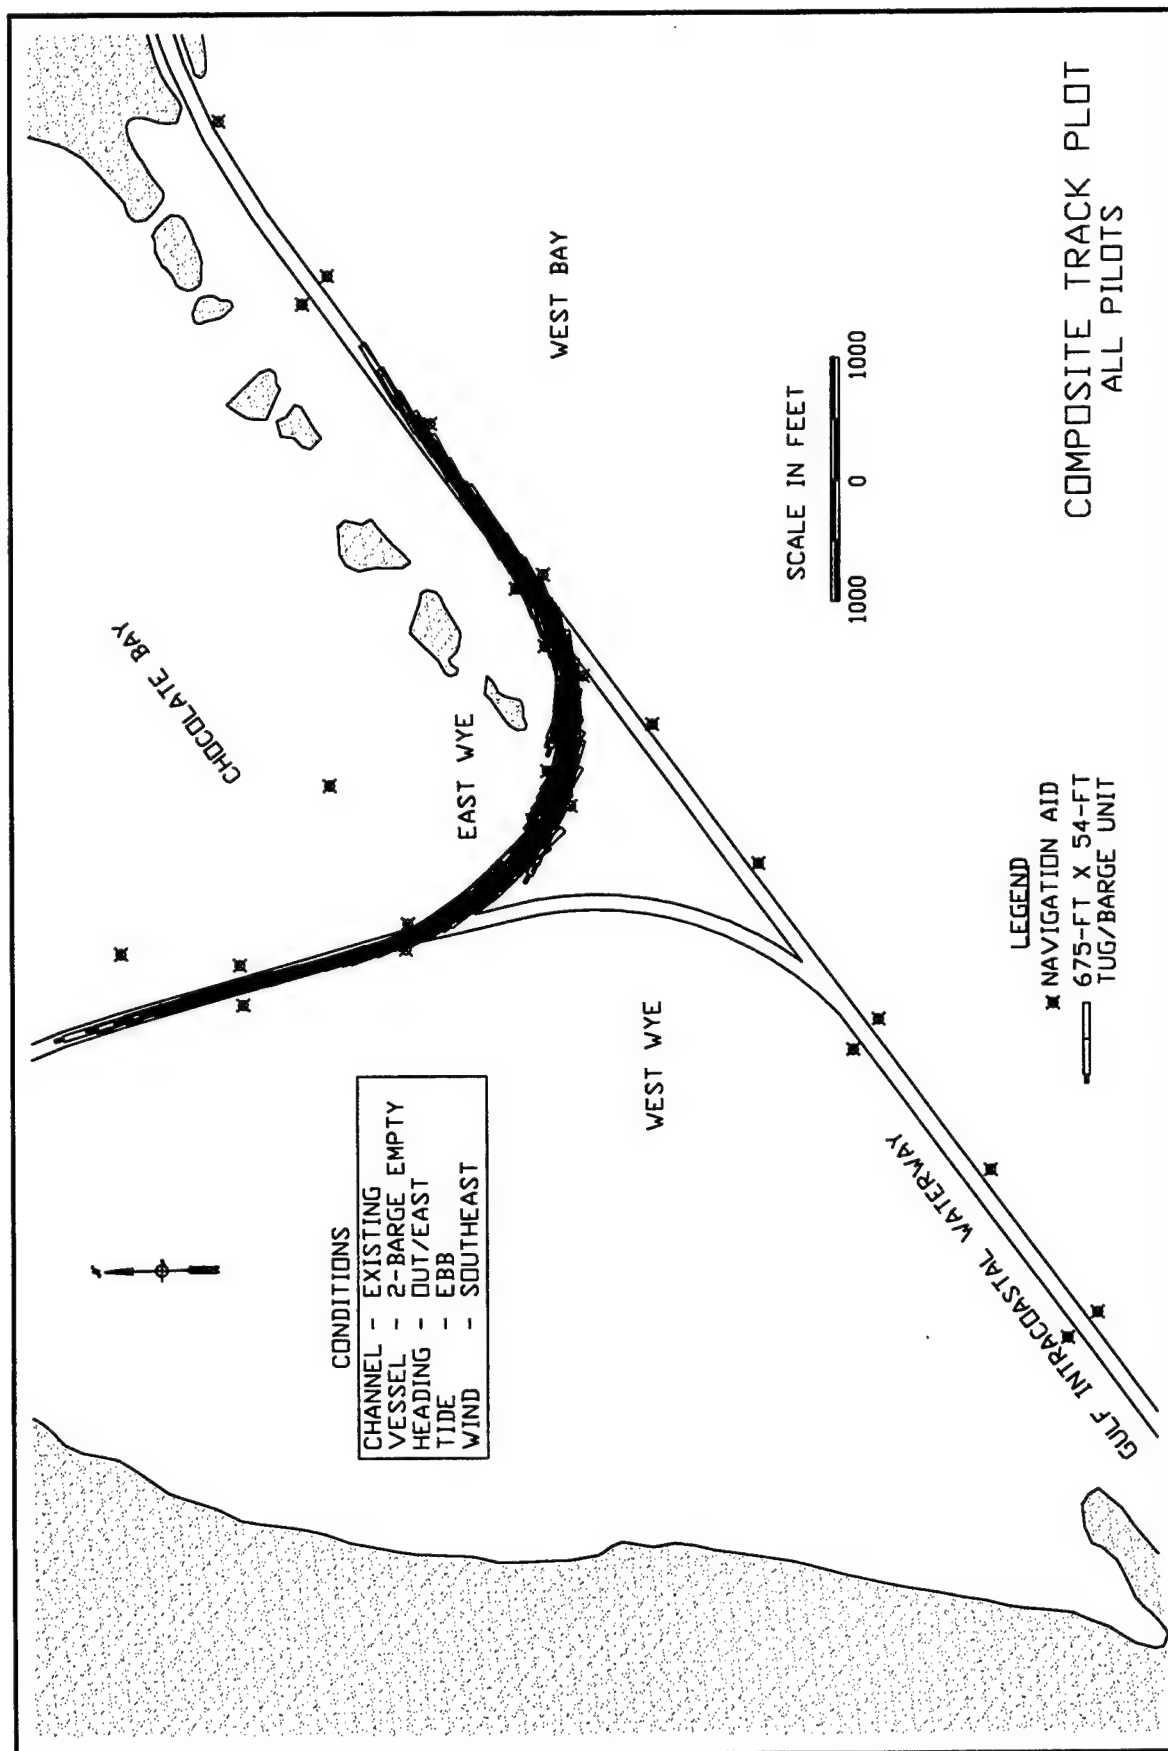 CHOCOLATE BAY
EAST WYE
WEST BAY
WEST WYE
GULF INTRACOASTAL WATERWAY
N
CONDITIONS
CHANNEL - EXISTING
VESSEL - 2-BARGE EMPTY
HEADING - OUT/EAST
TIDE - EBB
WIND - SOUTHEAST
SCALE IN FEET
1000 0 1000
LEGEND
NAVIGATION AID
675-FT X 54-FT
TUG/BARGE UNIT
COMPOSITE TRACK PLOT
ALL PILOTS